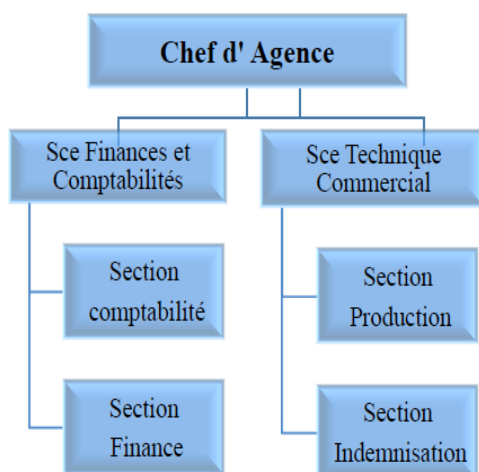 Chef d' Agence
Sce Finances et
Comptabilités
Sce Technique
Commercial
Section
comptabilité
Section
Production
Section
Finance
Section
Indemnisation